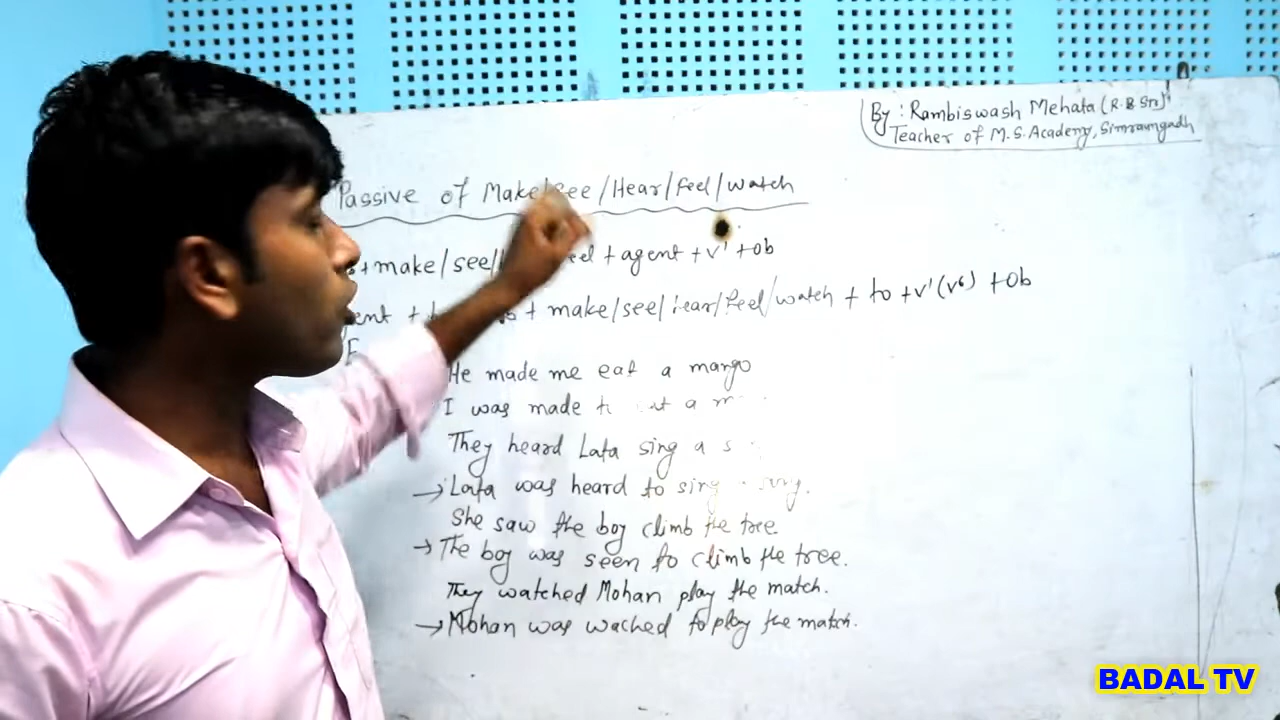 By : Rambiswash Mehata (R.B Sir)
Teacher of M.S. Academy, Simraungadh
Passive of Make/See/Hear/feel/watch
+ make/see/ + agent + v' + ob
+ + make/see/hear/feel/watch + to + v' (v⁶) + ob
He made me eat a mango
I was made a
They heard Lata sing a s
→ Lata was heard to sing
She saw the boy climb the tree
→ The boy was seen to climb the tree.
They watched Mohan play the match.
→ Mohan was wached to play the match.
BADAL TV